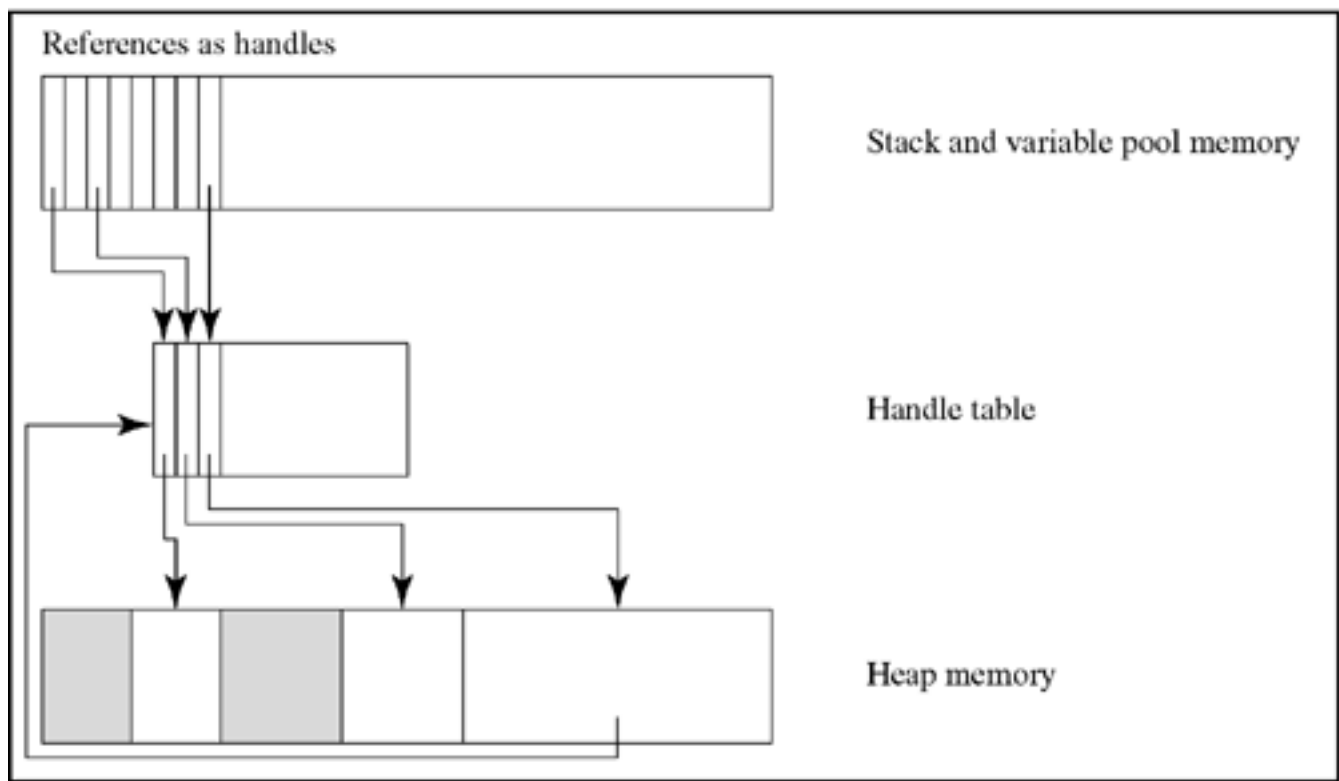 References as handles
Stack and variable pool memory
Handle table
Heap memory